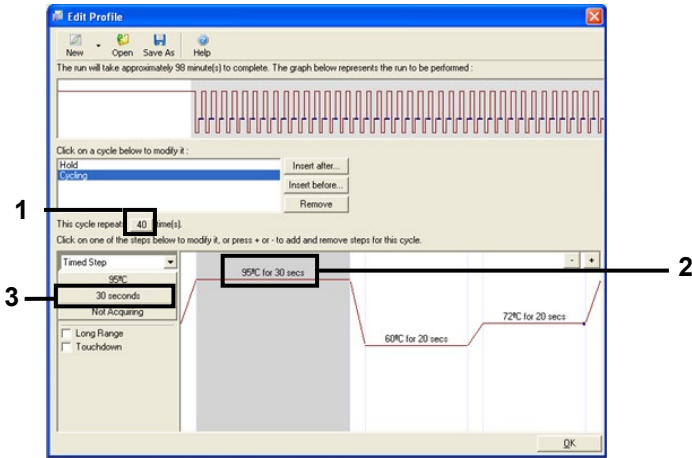 Edit Profile
New Open Save As Help
The run will take approximately 98 minute(s) to complete. The graph below represents the run to be performed :
Click on a cycle below to modify it :
Hold
Cycling
Insert after...
Insert before...
Remove
1
This cycle repeats 40 time(s).
Click on one of the steps below to modify it, or press + or - to add and remove steps for this cycle.
Timed Step
- +
95ºC for 30 secs
2
95ºC
3
30 seconds
Not Acquiring
72ºC for 20 secs
Long Range
60ºC for 20 secs
Touchdown
OK